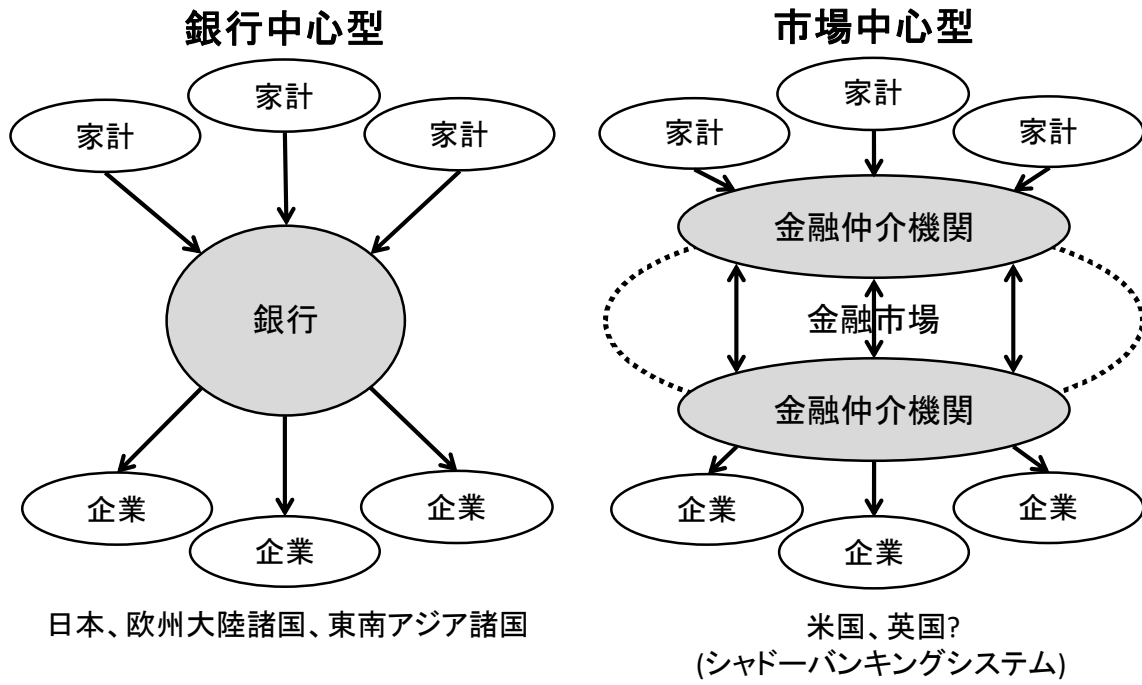 銀行中心型
家計
家計
家計
銀行
企業
企業
企業
日本、欧州大陸諸国、東南アジア諸国
市場中心型
家計
家計
家計
金融仲介機関
金融市場
金融仲介機関
企業
企業
企業
米国、英国?
(シャドーバンキングシステム)